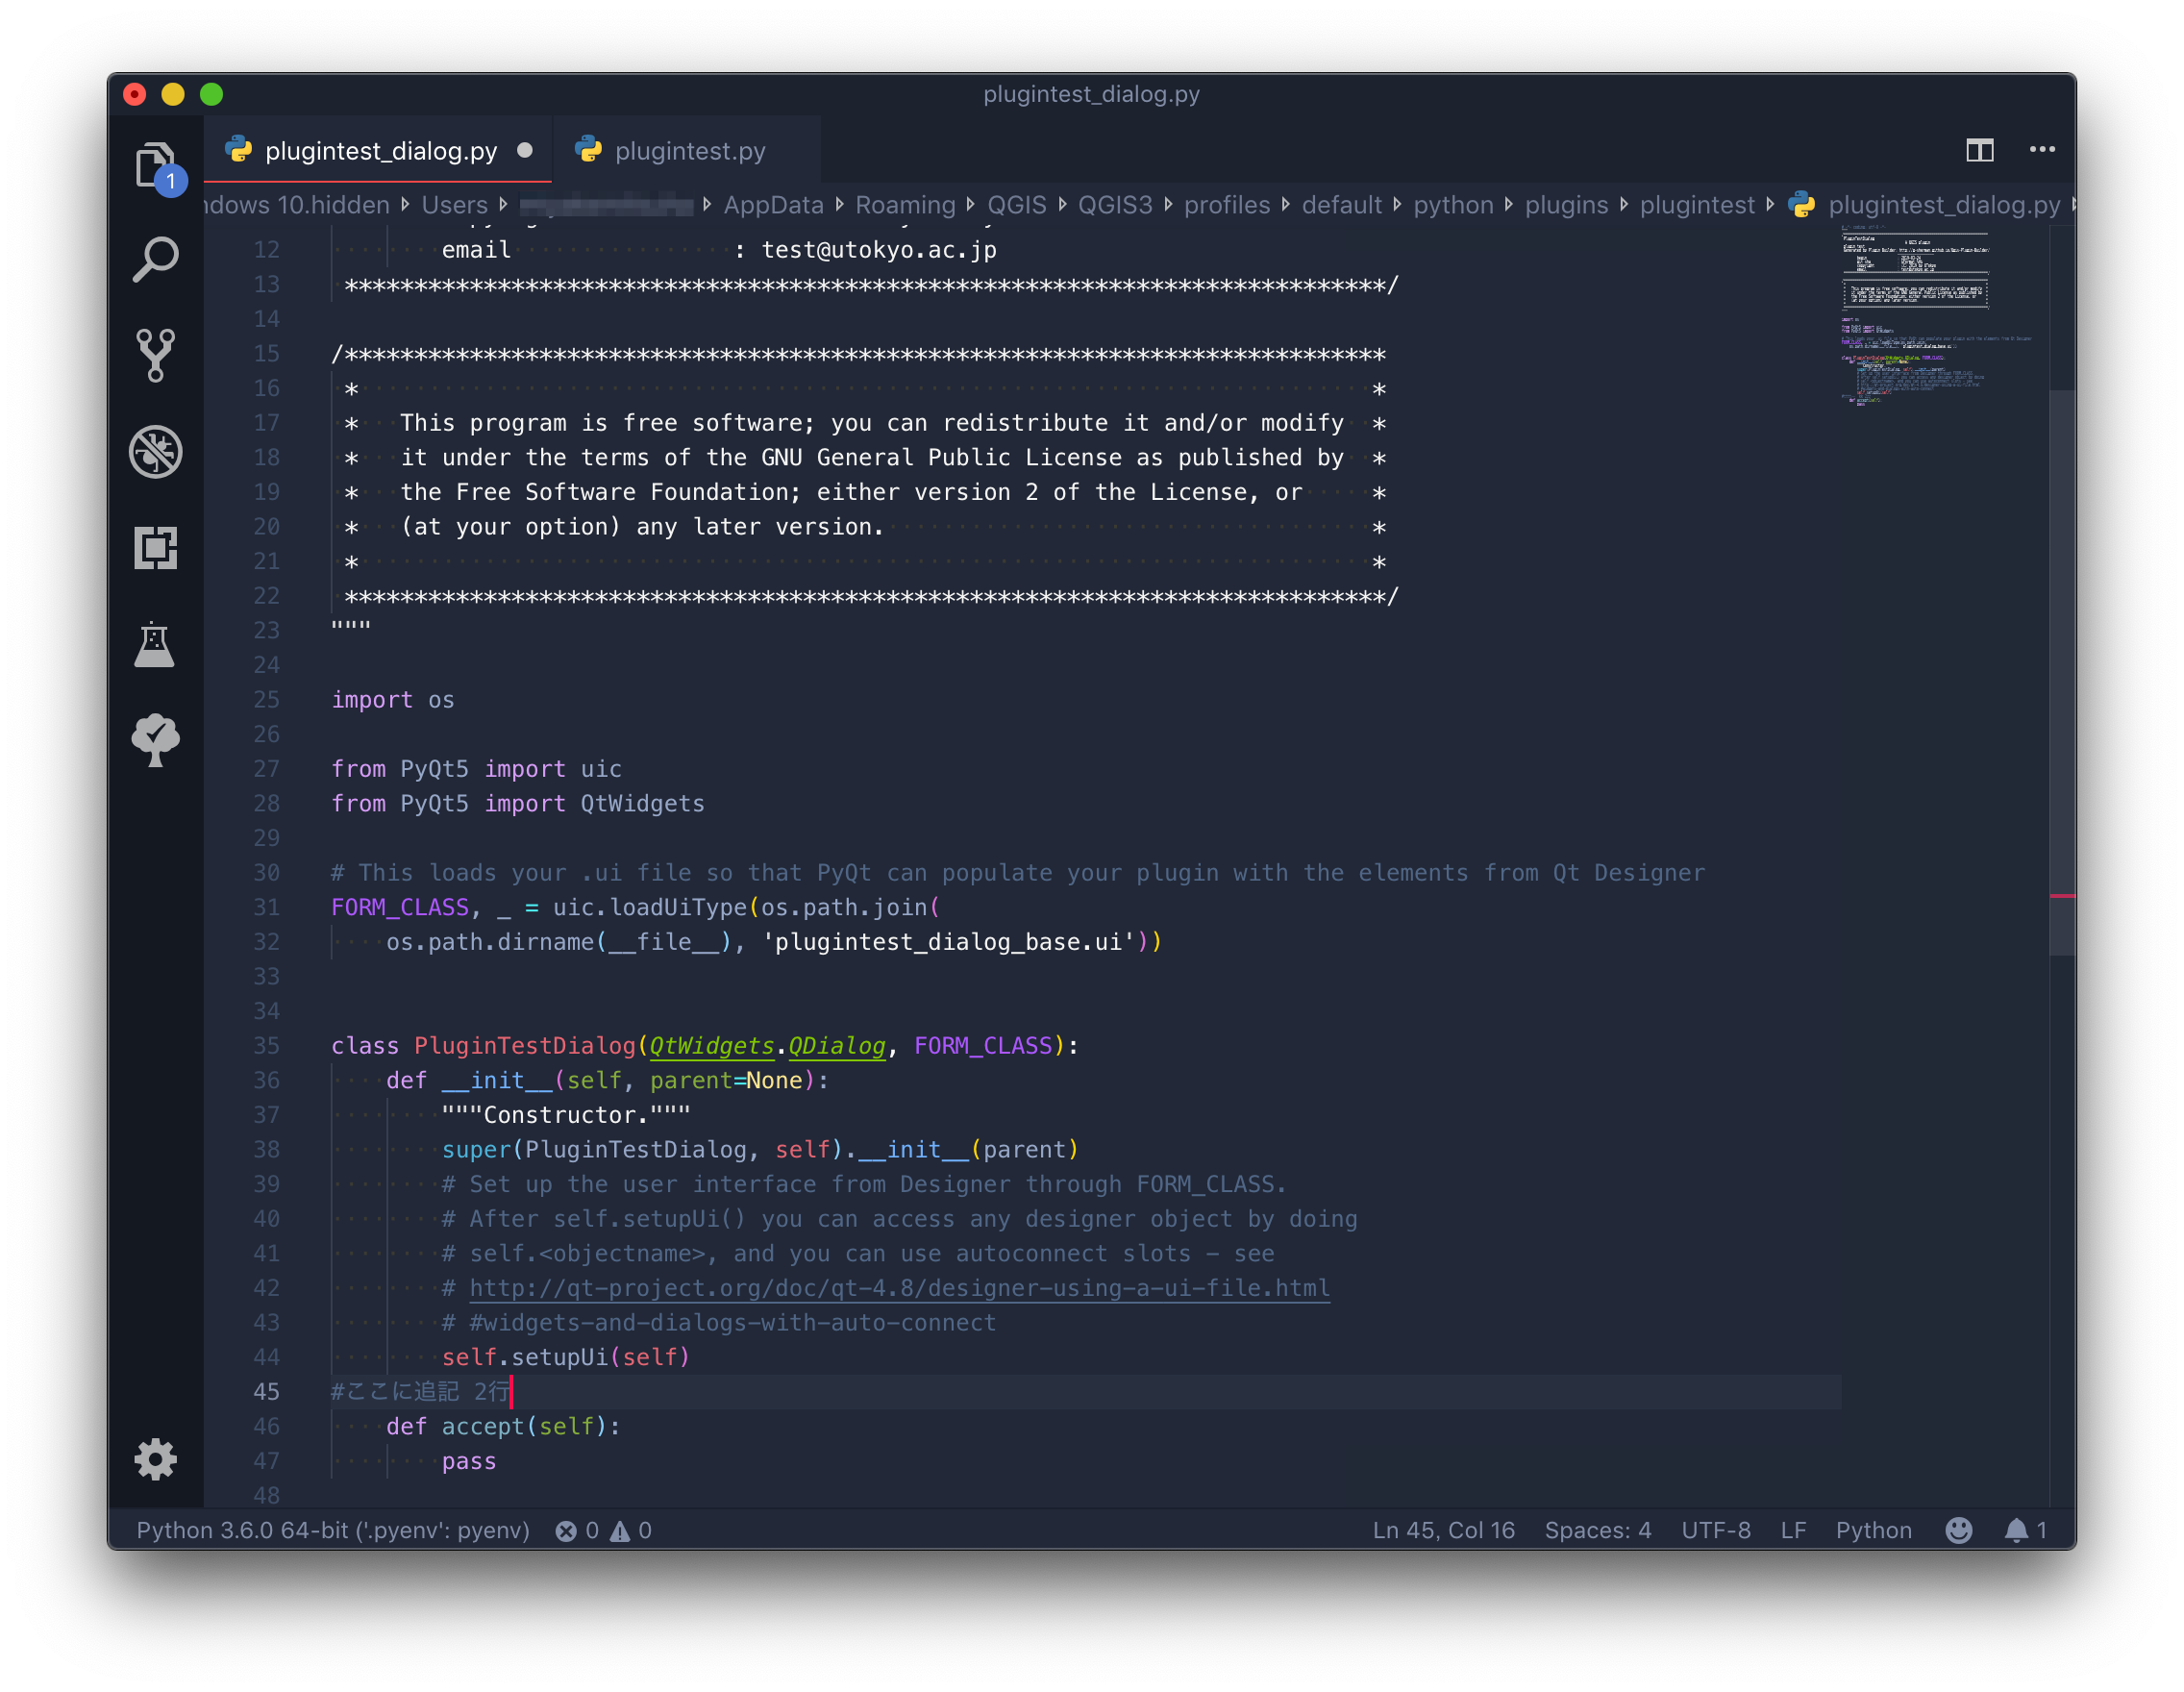 plugintest_dialog.py
1
plugintest_dialog.py
plugintest.py
ndows 10.hidden Users AppData Roaming QGIS QGIS3 profiles default python plugins plugintest plugintest_dialog.py
12 email : test@utokyo.ac.jp
13 ***************************************************************************/
14
15 /***************************************************************************
16 * *
17 * This program is free software; you can redistribute it and/or modify *
18 * it under the terms of the GNU General Public License as published by *
19 * the Free Software Foundation; either version 2 of the License, or *
20 * (at your option) any later version. *
21 * *
22 ***************************************************************************/
23 """
24
25 import os
26
27 from PyQt5 import uic
28 from PyQt5 import QtWidgets
29
30 # This loads your .ui file so that PyQt can populate your plugin with the elements from Qt Designer
31 FORM_CLASS, _ = uic.loadUiType(os.path.join(
32 os.path.dirname(__file__), 'plugintest_dialog_base.ui'))
33
34
35 class PluginTestDialog(QtWidgets.QDialog, FORM_CLASS):
36 def __init__(self, parent=None):
37 """Constructor."""
38 super(PluginTestDialog, self).__init__(parent)
39 # Set up the user interface from Designer through FORM_CLASS.
40 # After self.setupUi() you can access any designer object by doing
41 # self.<objectname>, and you can use autoconnect slots - see
42 # http://qt-project.org/doc/qt-4.8/designer-using-a-ui-file.html
43 # #widgets-and-dialogs-with-auto-connect
44 self.setupUi(self)
45 #ここに追記 2行
46 def accept(self):
47 pass
48
Python 3.6.0 64-bit ('.pyenv': pyenv) 0 0 Ln 45, Col 16 Spaces: 4 UTF-8 LF Python 1